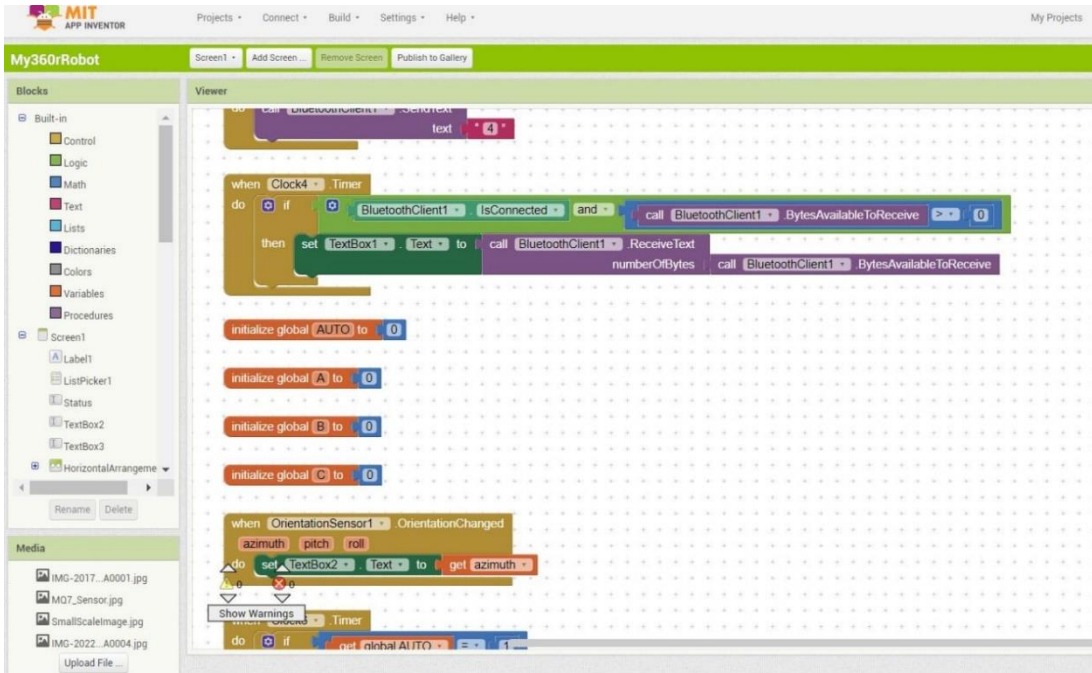 MIT
APP INVENTOR
Projects Connect Build Settings Help My Projects
My360rRobot Screen1 Add Screen ... Remove Screen Publish to Gallery
Blocks
Built-in
Control
Logic
Math
Text
Lists
Dictionaries
Colors
Variables
Procedures
Screen1
Label1
ListPicker1
Status
TextBox2
TextBox3
HorizontalArrangeme
Rename Delete
Media
IMG-2017...A0001.jpg
MQ7_Sensor.jpg
SmallScaleImage.jpg
IMG-2022...A0004.jpg
Upload File ...
Viewer
do call BluetoothClient1 .SendText
text " 4 "
when Clock4 .Timer
do if BluetoothClient1 . IsConnected and call BluetoothClient1 .BytesAvailableToReceive > 0
then set TextBox1 . Text to call BluetoothClient1 .ReceiveText
numberOfBytes call BluetoothClient1 .BytesAvailableToReceive
initialize global AUTO to 0
initialize global A to 0
initialize global B to 0
initialize global C to 0
when OrientationSensor1 .OrientationChanged
azimuth pitch roll
do set TextBox2 . Text to get azimuth
0 0
Show Warnings
when .Timer
do if get global AUTO = 1